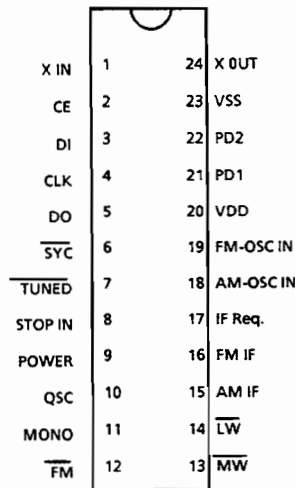 X IN 1 24 X 0UT
CE 2 23 VSS
DI 3 22 PD2
CLK 4 21 PD1
DO 5 20 VDD
SYC 6 19 FM-OSC IN
TUNED 7 18 AM-OSC IN
STOP IN 8 17 IF Req.
POWER 9 16 FM IF
QSC 10 15 AM IF
MONO 11 14 LW
FM 12 13 MW